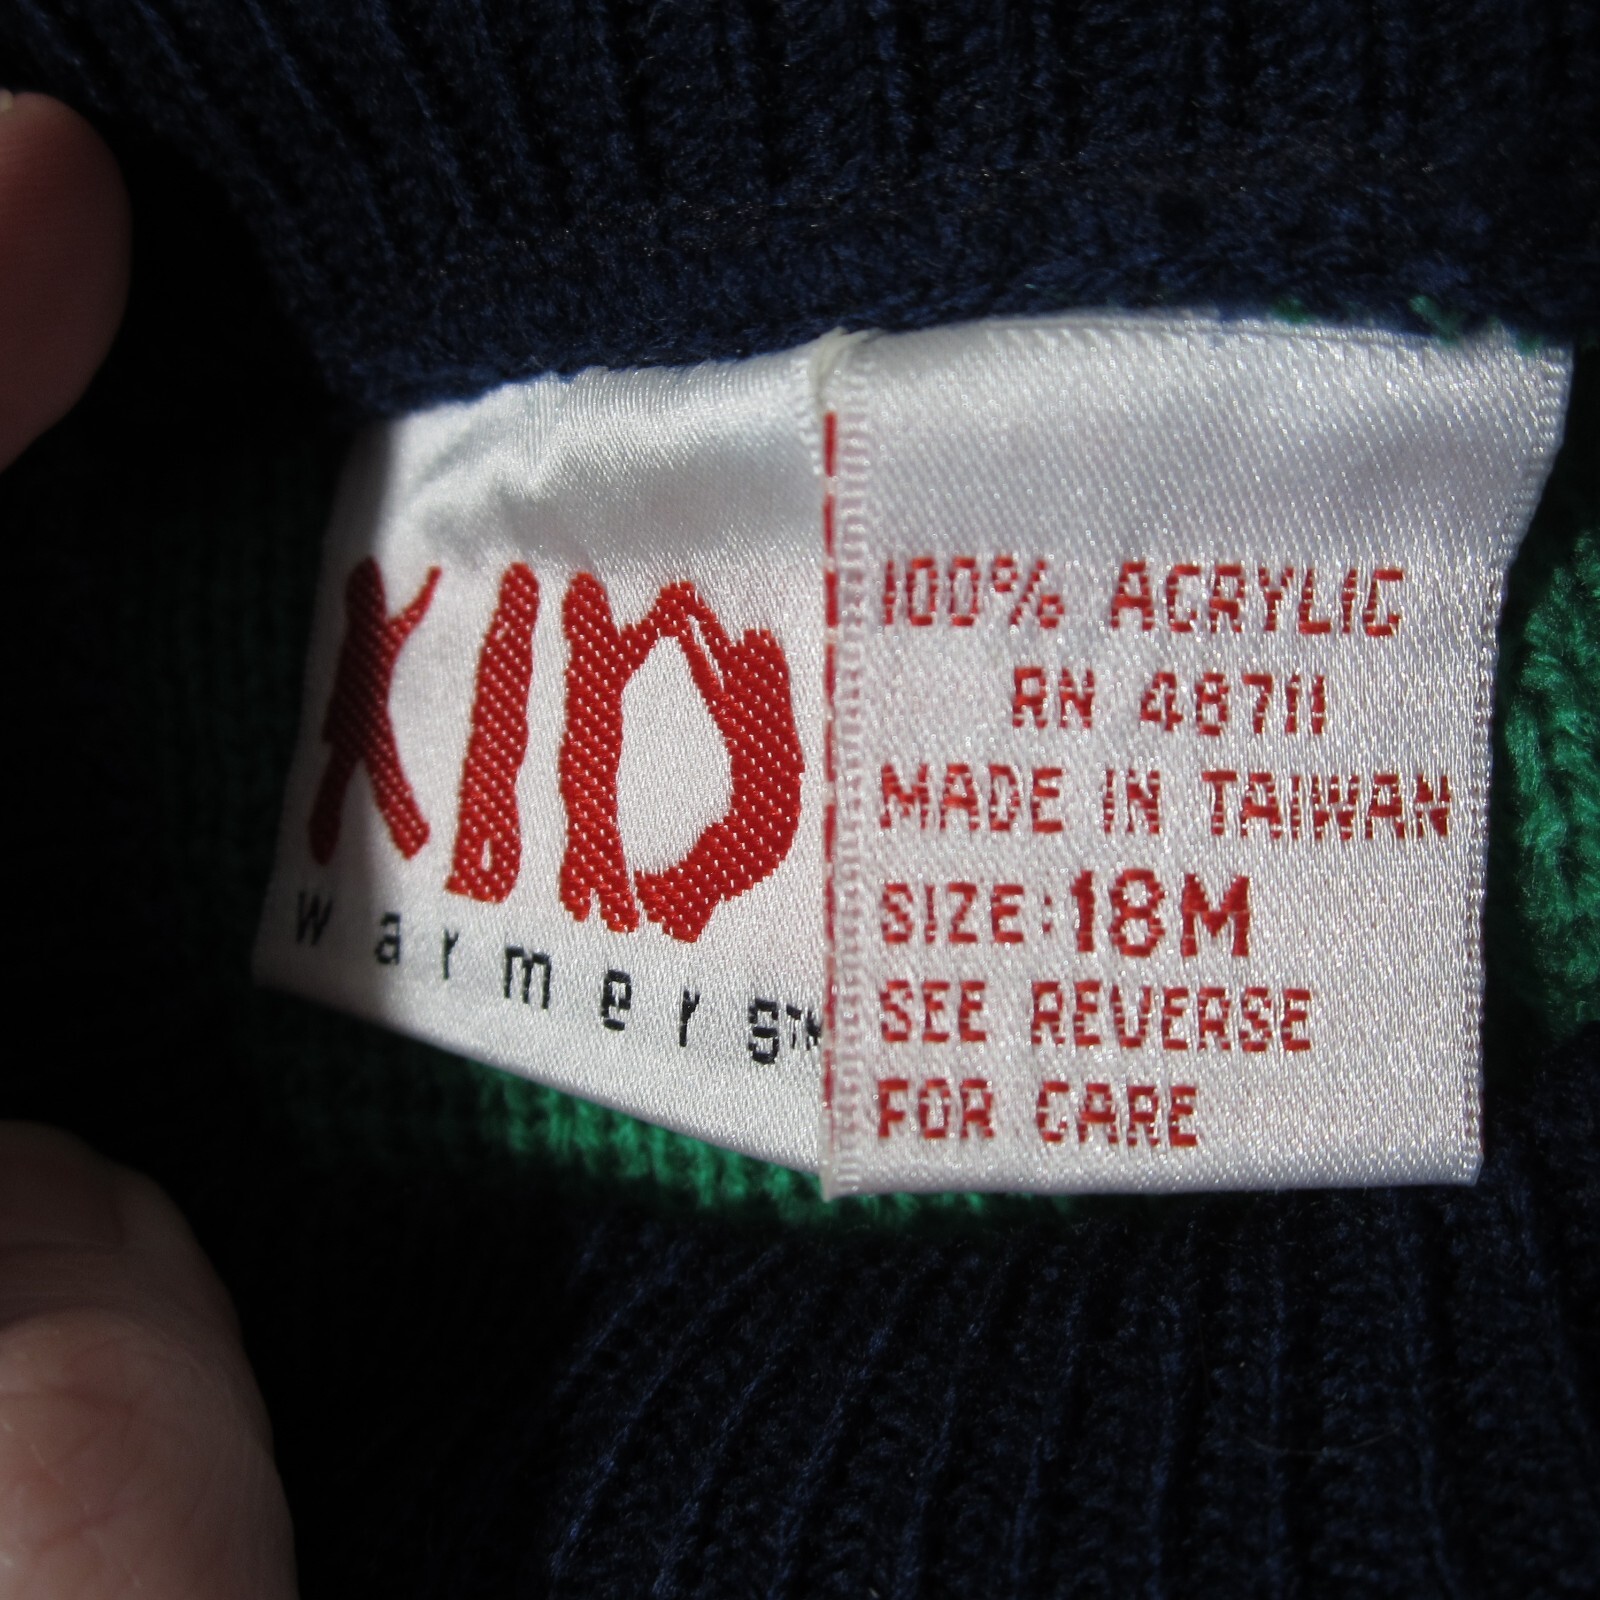 KID
warmers™
100% ACRYLIC
RN 48711
MADE IN TAIWAN
SIZE: 18M
SEE REVERSE
FOR CARE